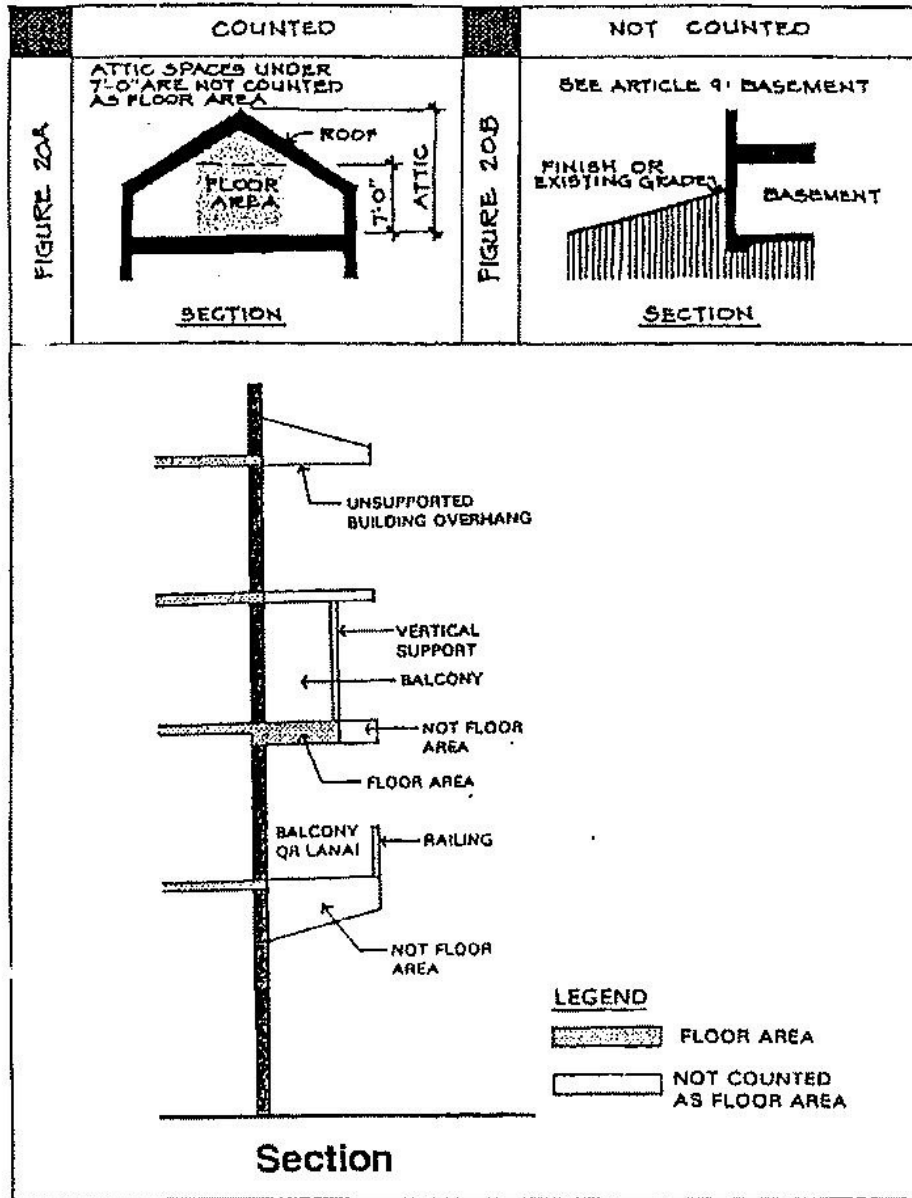 COUNTED
NOT COUNTED
FIGURE 20A
ATTIC SPACES UNDER
7'-0" ARE NOT COUNTED
AS FLOOR AREA
ROOF
FLOOR
AREA
7'-0"
ATTIC
SECTION
FIGURE 20B
SEE ARTICLE 9: BASEMENT
FINISH OR
EXISTING GRADE
BASEMENT
SECTION
UNSUPPORTED
BUILDING OVERHANG
VERTICAL
SUPPORT
BALCONY
NOT FLOOR
AREA
FLOOR AREA
BALCONY
OR LANAI
RAILING
NOT FLOOR
AREA
LEGEND
FLOOR AREA
NOT COUNTED
AS FLOOR AREA
Section